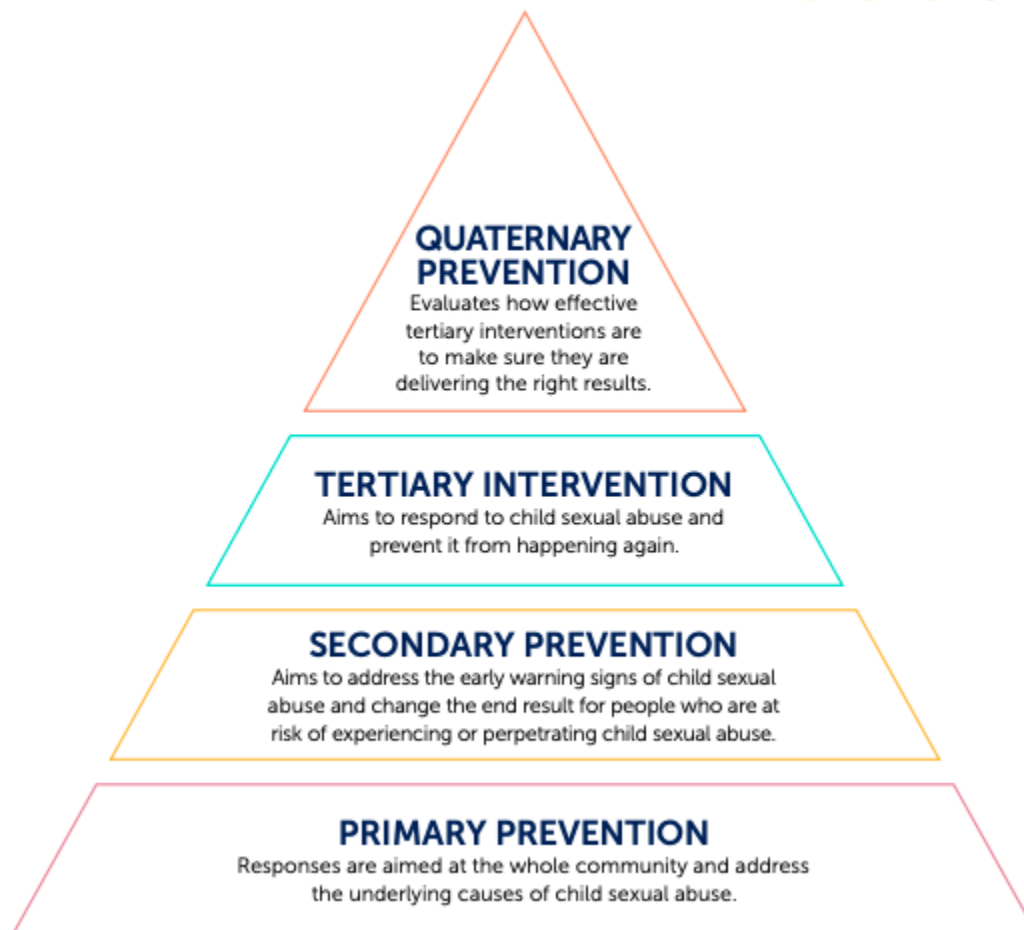 QUATERNARY
PREVENTION
Evaluates how effective
tertiary interventions are
to make sure they are
delivering the right results.
TERTIARY INTERVENTION
Aims to respond to child sexual abuse and
prevent it from happening again.
SECONDARY PREVENTION
Aims to address the early warning signs of child sexual
abuse and change the end result for people who are at
risk of experiencing or perpetrating child sexual abuse.
PRIMARY PREVENTION
Responses are aimed at the whole community and address
the underlying causes of child sexual abuse.